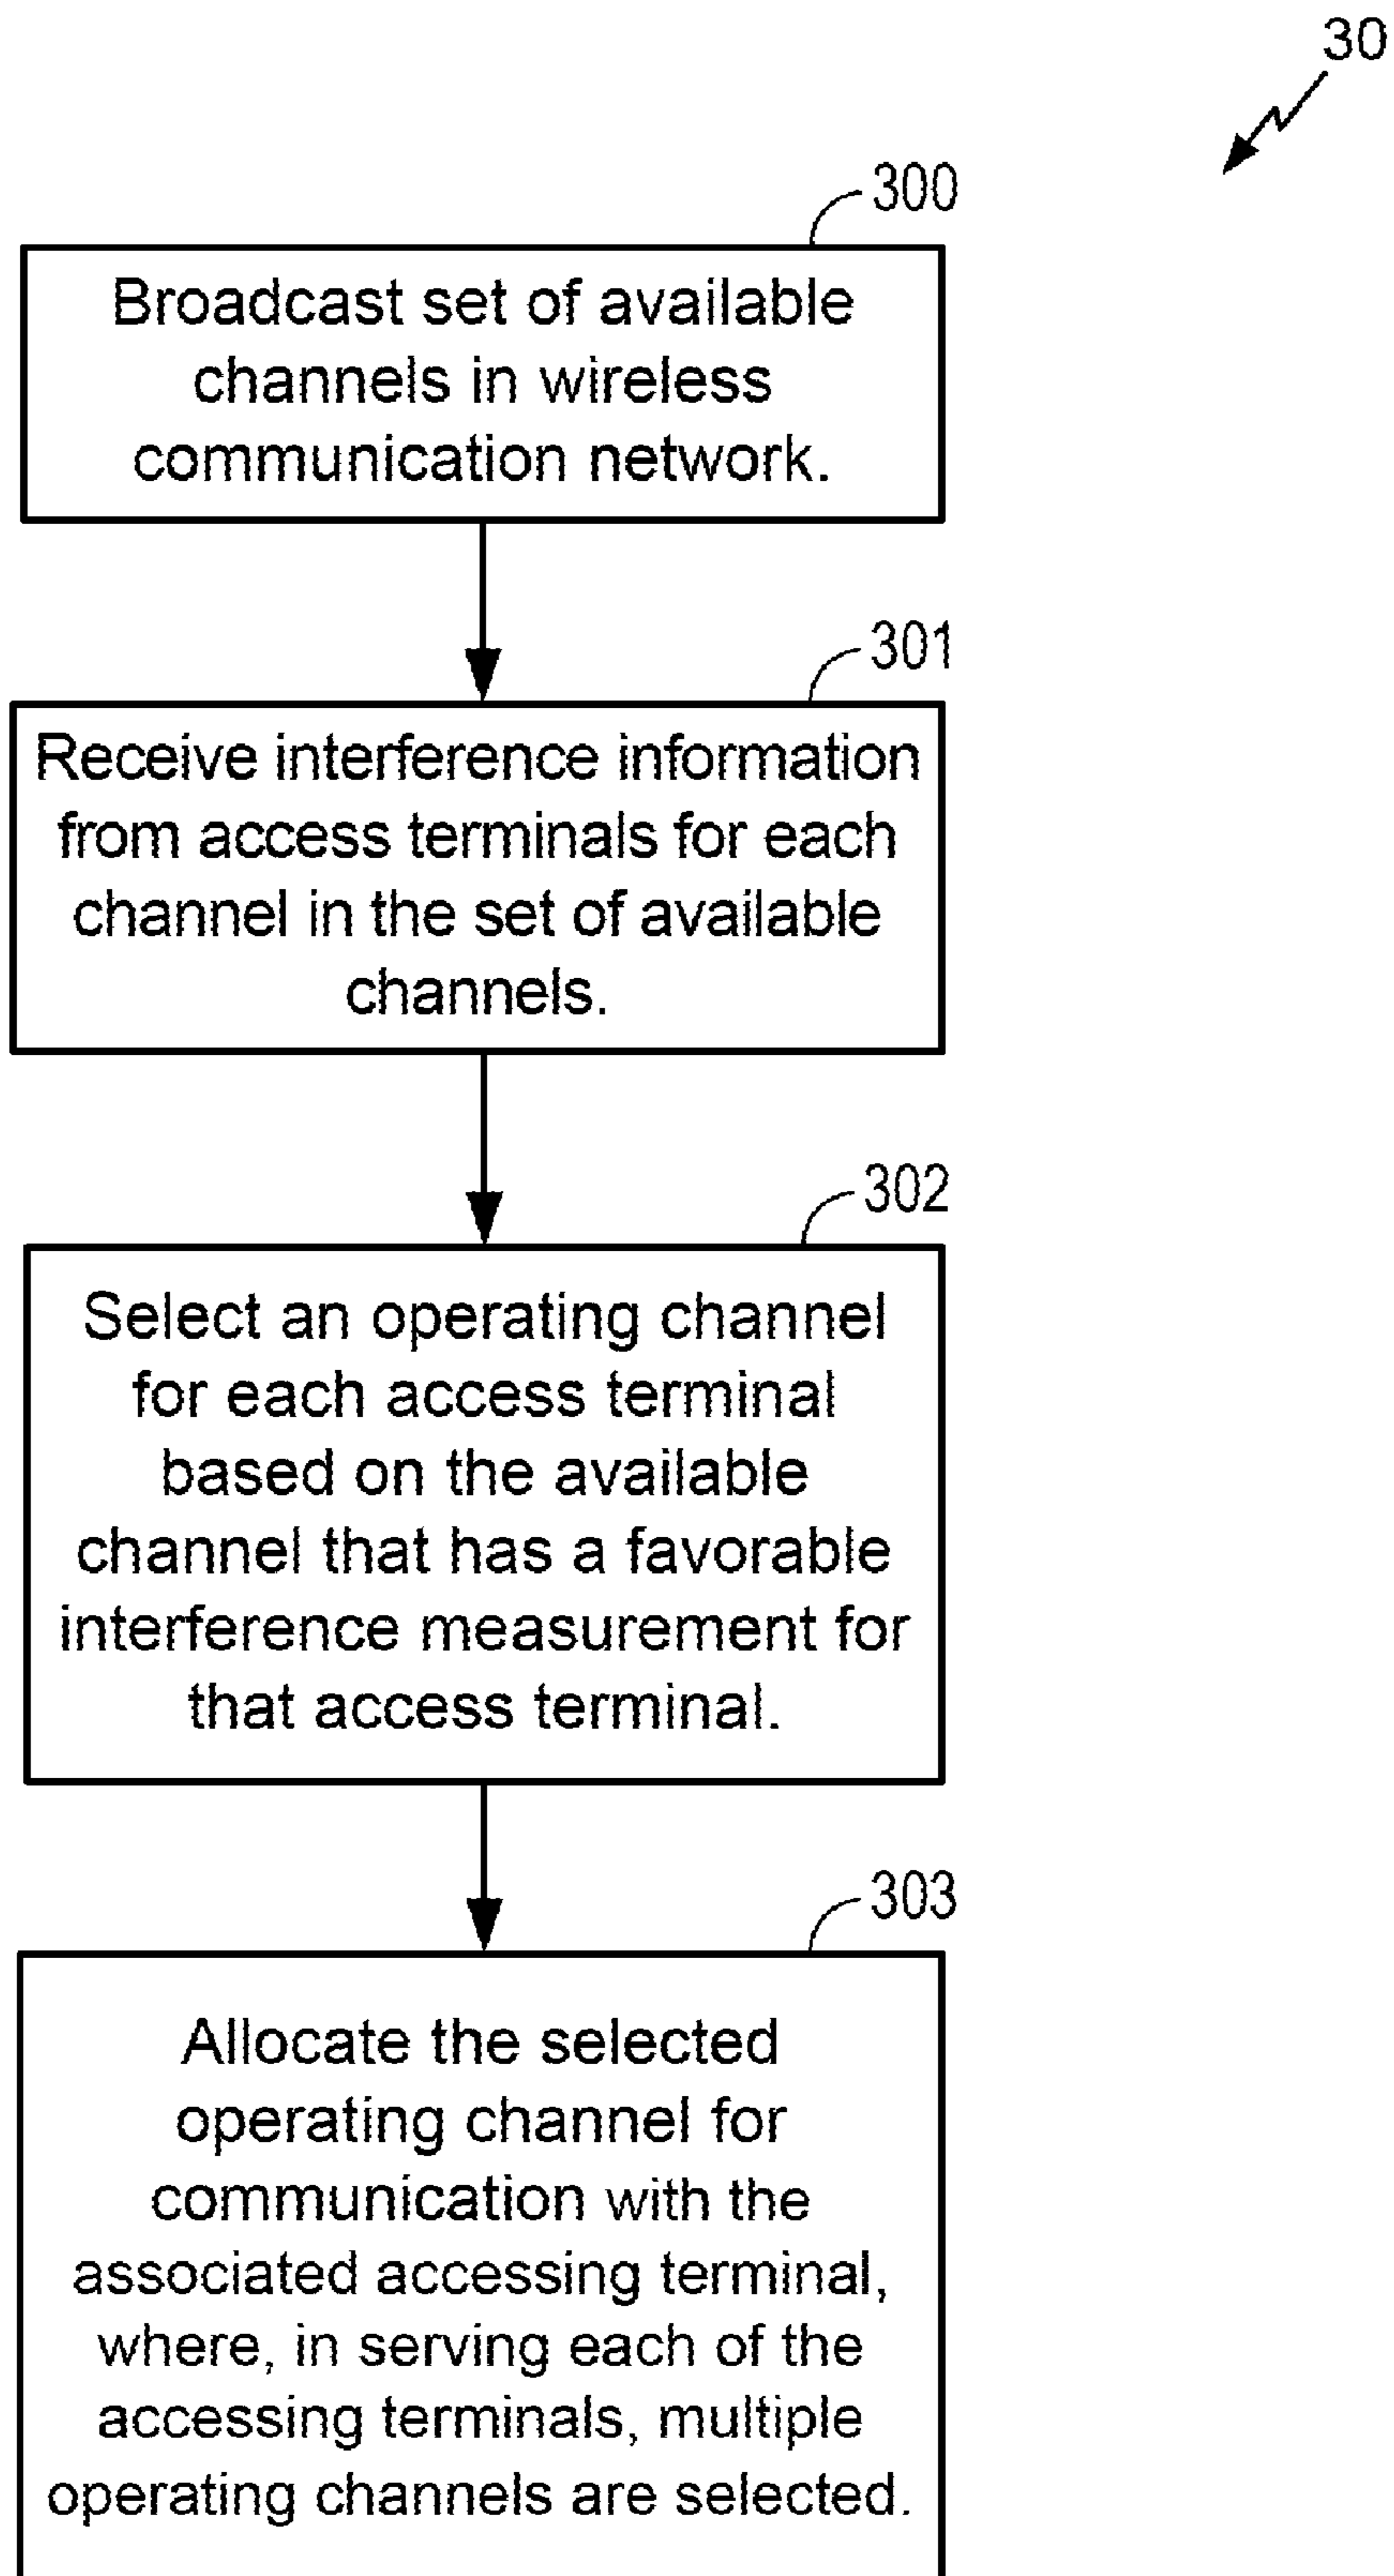 30
300
Broadcast set of available
channels in wireless
communication network.
301
Receive interference information
from access terminals for each
channel in the set of available
channels.
302
Select an operating channel
for each access terminal
based on the available
channel that has a favorable
interference measurement for
that access terminal.
303
Allocate the selected
operating channel for
communication with the
associated accessing terminal,
where, in serving each of the
accessing terminals, multiple
operating channels are selected.